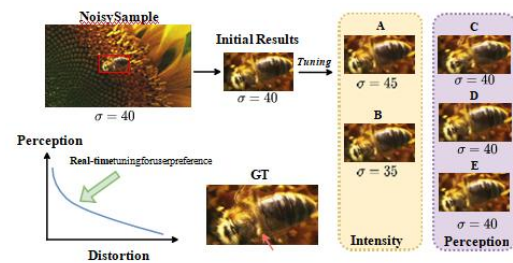 NoisySample
σ = 40
Initial Results
σ = 40
Tuning
A
σ = 45
B
σ = 35
Intensity
C
σ = 40
D
σ = 40
E
σ = 40
Perception
Perception
Real-timetuningforuserpreference
Distortion
GT